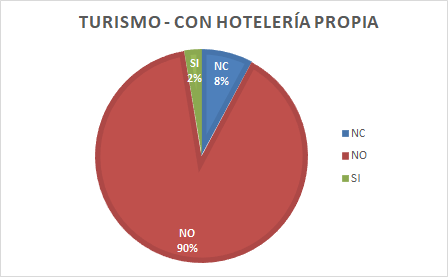 TURISMO - CON HOTELERÍA PROPIA
SI
2%
NC
8%
NC
NO
SI
NO
90%